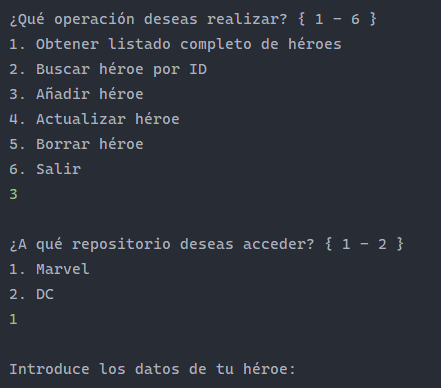 ¿Qué operación deseas realizar? { 1 - 6 }
1. Obtener listado completo de héroes
2. Buscar héroe por ID
3. Añadir héroe
4. Actualizar héroe
5. Borrar héroe
6. Salir
3
¿A qué repositorio deseas acceder? { 1 - 2 }
1. Marvel
2. DC
1
Introduce los datos de tu héroe: